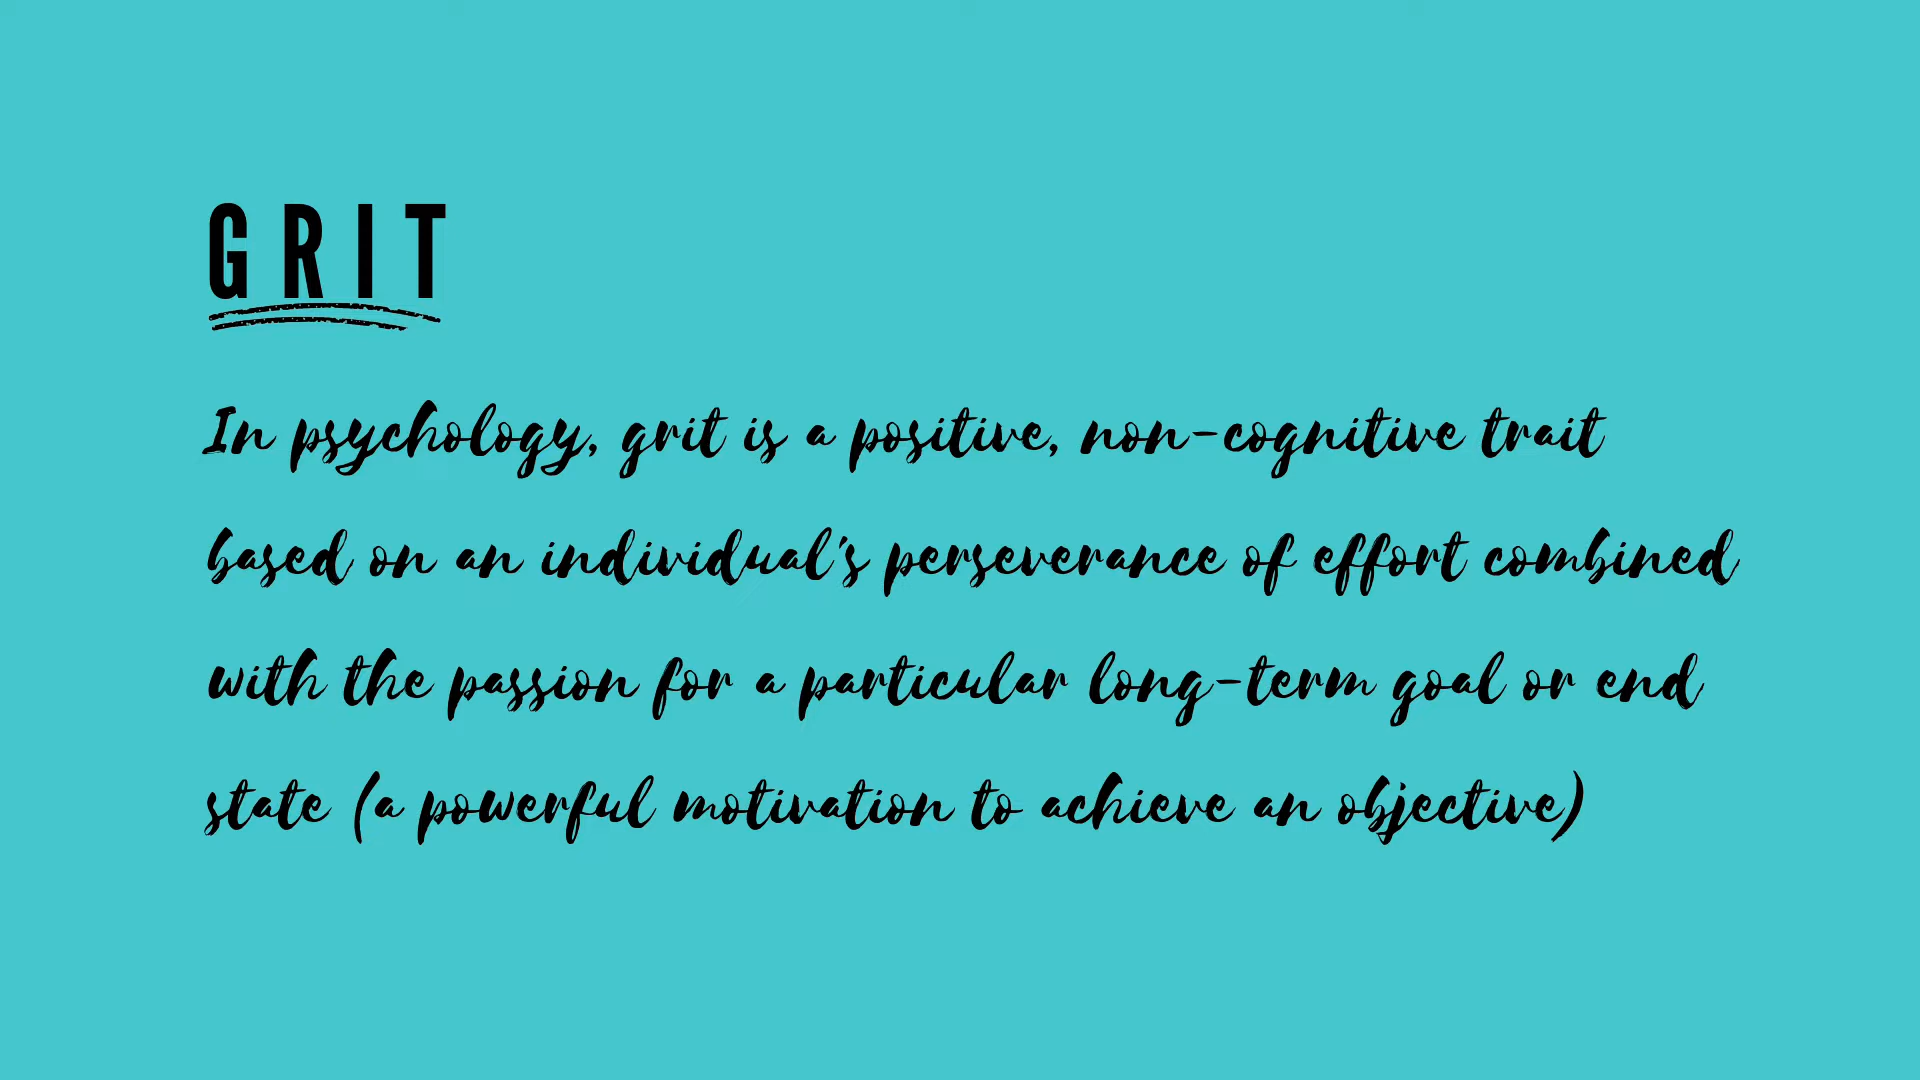 GRIT
In psychology, grit is a positive, non-cognitive trait
based on an individual's perseverance of effort combined
with the passion for a particular long-term goal or end
state (a powerful motivation to achieve an objective)